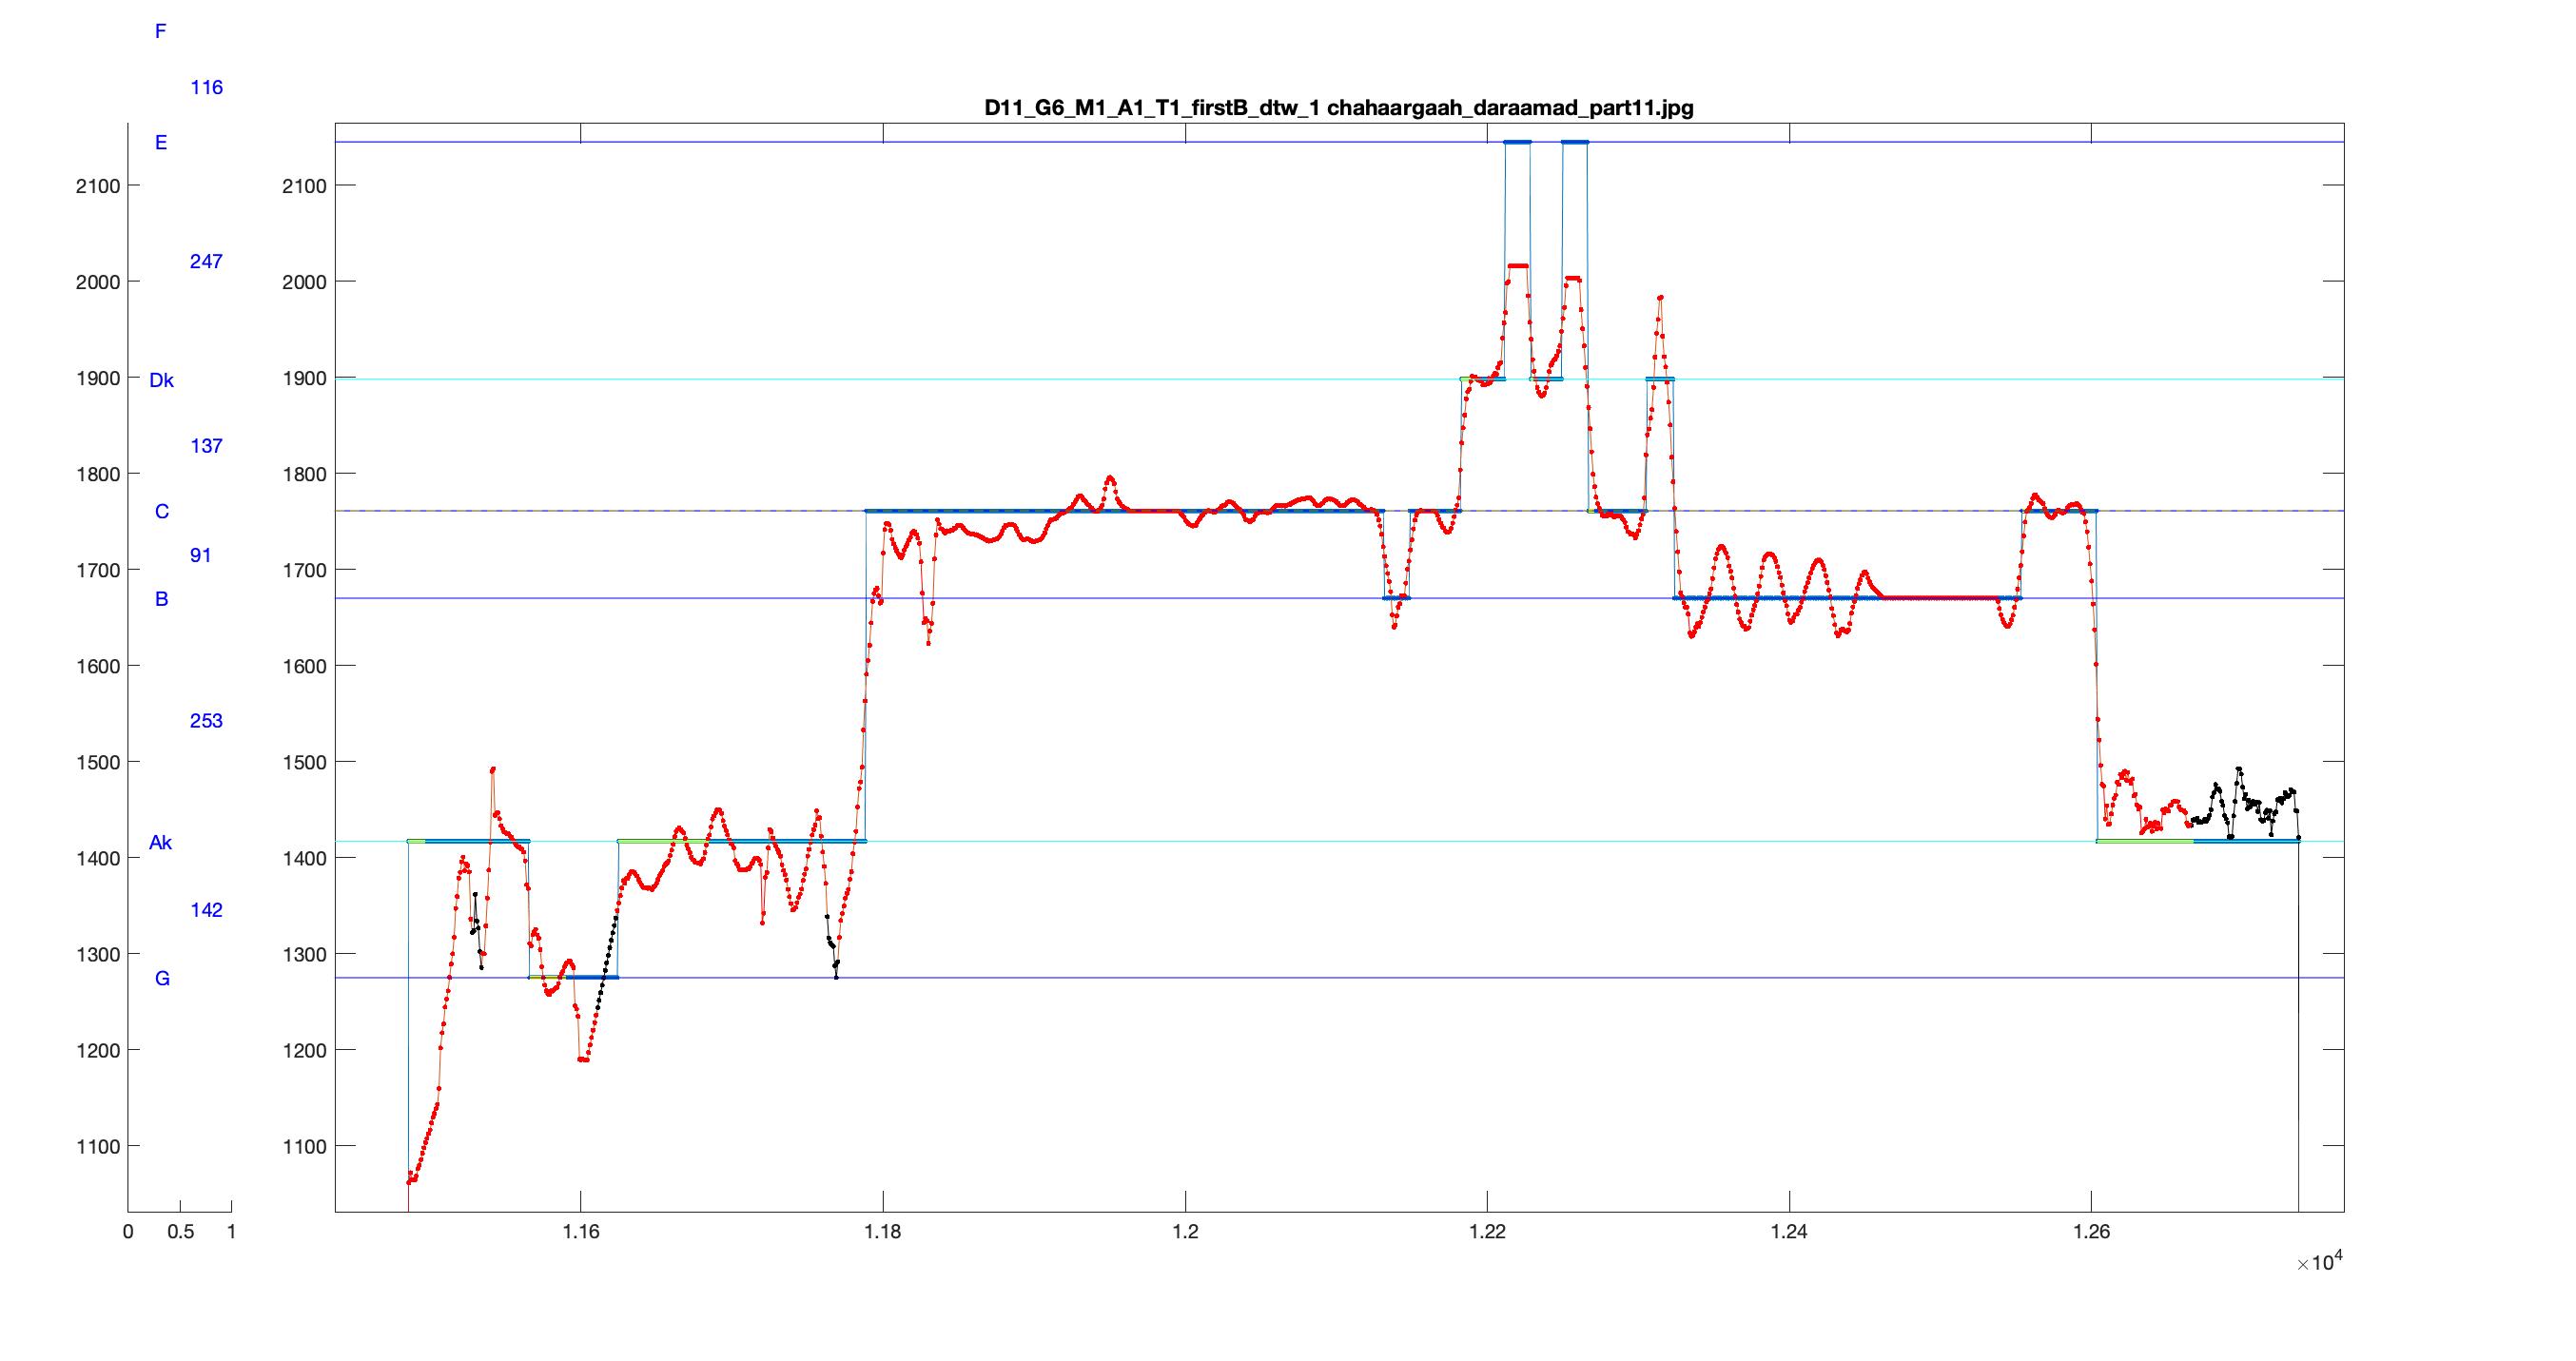 F
116
D11_G6_M1_A1_T1_firstB_dtw_1 chahaargaah_daraamad_part11.jpg
E
2100 2100
247
2000 2000
1900 Dk 1900
137
1800 1800
C
91
1700 1700
B
1600 1600
253
1500 1500
Ak
1400 1400
142
1300 1300
G
1200 1200
1100 1100
0 0.5 1 1.16 1.18 1.2 1.22 1.24 1.26
×10⁴